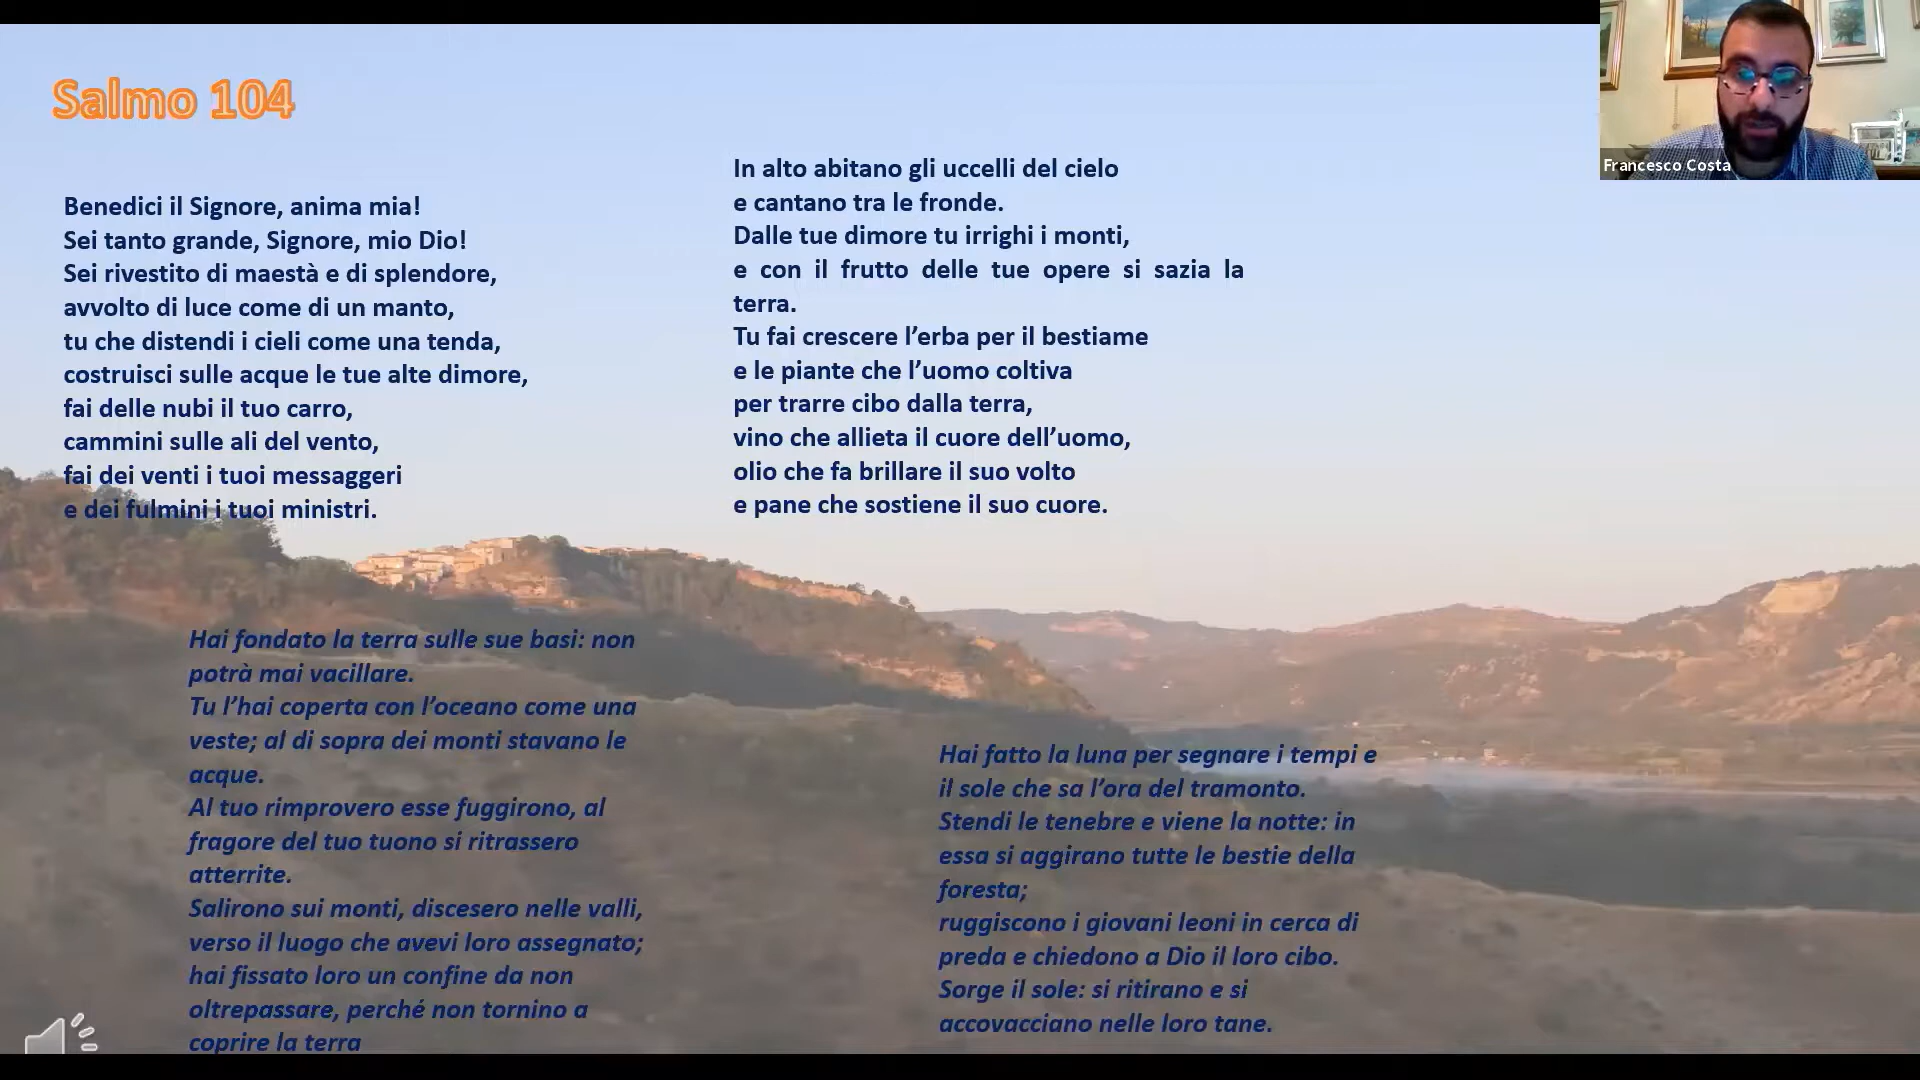 Salmo 104
Benedici il Signore, anima mia!
Sei tanto grande, Signore, mio Dio!
Sei rivestito di maestà e di splendore,
avvolto di luce come di un manto,
tu che distendi i cieli come una tenda,
costruisci sulle acque le tue alte dimore,
fai delle nubi il tuo carro,
cammini sulle ali del vento,
fai dei venti i tuoi messaggeri
e dei fulmini i tuoi ministri.
Hai fondato la terra sulle sue basi: non
potrà mai vacillare.
Tu l’hai coperta con l’oceano come una
veste; al di sopra dei monti stavano le
acque.
Al tuo rimprovero esse fuggirono, al
fragore del tuo tuono si ritrassero
atterrite.
Salirono sui monti, discesero nelle valli,
verso il luogo che avevi loro assegnato;
hai fissato loro un confine da non
oltrepassare, perché non tornino a
coprire la terra
In alto abitano gli uccelli del cielo
e cantano tra le fronde.
Dalle tue dimore tu irrighi i monti,
e con il frutto delle tue opere si sazia la
terra.
Tu fai crescere l’erba per il bestiame
e le piante che l’uomo coltiva
per trarre cibo dalla terra,
vino che allieta il cuore dell’uomo,
olio che fa brillare il suo volto
e pane che sostiene il suo cuore.
Hai fatto la luna per segnare i tempi e
il sole che sa l’ora del tramonto.
Stendi le tenebre e viene la notte: in
essa si aggirano tutte le bestie della
foresta;
ruggiscono i giovani leoni in cerca di
preda e chiedono a Dio il loro cibo.
Sorge il sole: si ritirano e si
accovacciano nelle loro tane.
Francesco Costa